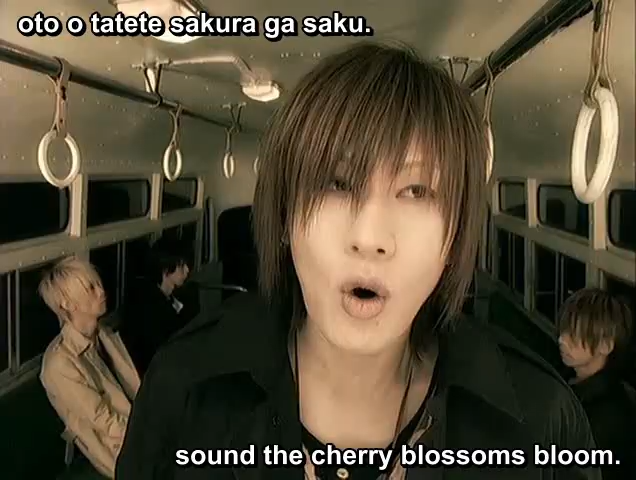 oto o tatete sakura ga saku.
sound the cherry blossoms bloom.